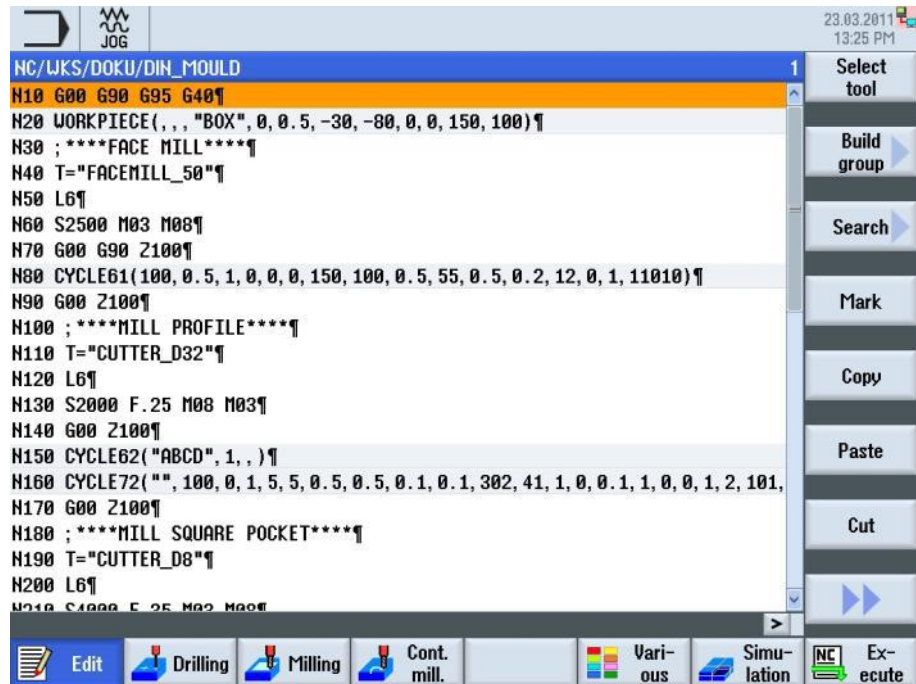 JOG
23.03.2011
13:25 PM
NC/WKS/DOKU/DIN_MOULD 1
N10 G00 G90 G95 G40¶
N20 WORKPIECE(,,,"BOX",0,0.5,-30,-80,0,0,150,100)¶
N30 ;****FACE MILL****¶
N40 T="FACEMILL_50"¶
N50 L6¶
N60 S2500 M03 M08¶
N70 G00 G90 Z100¶
N80 CYCLE61(100,0.5,1,0,0,0,150,100,0.5,55,0.5,0.2,12,0,1,11010)¶
N90 G00 Z100¶
N100 ;****MILL PROFILE****¶
N110 T="CUTTER_D32"¶
N120 L6¶
N130 S2000 F.25 M08 M03¶
N140 G00 Z100¶
N150 CYCLE62("ABCD",1,,)¶
N160 CYCLE72("",100,0,1,5,5,0.5,0.5,0.1,0.1,302,41,1,0,0.1,1,0,0,1,2,101,
N170 G00 Z100¶
N180 ;****MILL SQUARE POCKET****¶
N190 T="CUTTER_D8"¶
N200 L6¶
N210 S4000 F.25 M03 M08¶
Select
tool
Build
group
Search
Mark
Copy
Paste
Cut
Edit
Drilling
Milling
Cont.
mill.
Vari-
ous
Simu-
lation
NC
Ex-
ecute